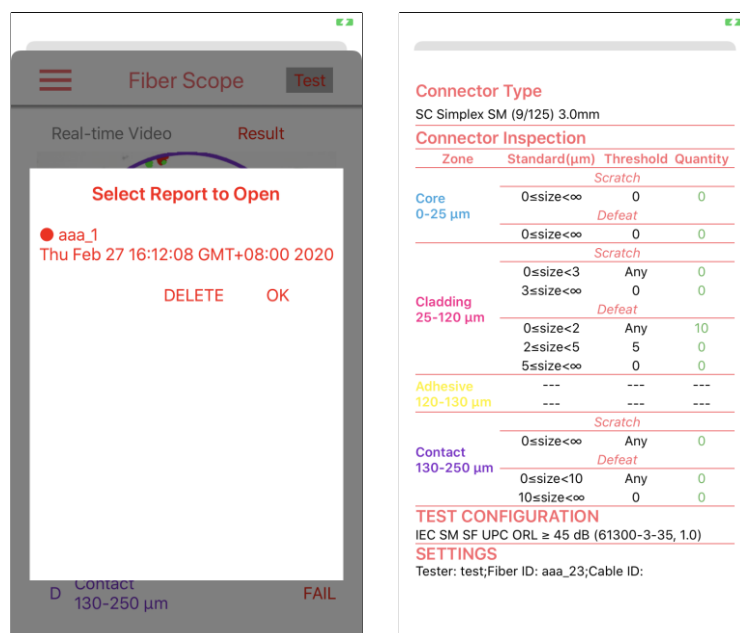 Fiber Scope Test
Real-time Video Result
Select Report to Open
aaa_1
Thu Feb 27 16:12:08 GMT+08:00 2020
DELETE OK
D Contact
130-250 μm FAIL
Connector Type
SC Simplex SM (9/125) 3.0mm
Connector Inspection
Zone Standard(μm) Threshold Quantity
Scratch
Core
0-25 μm
0≤size<∞ 0 0
Defeat
0≤size<∞ 0 0
Scratch
0≤size<3 Any 0
3≤size<∞ 0 0
Cladding
25-120 μm
Defeat
0≤size<2 Any 10
2≤size<5 5 0
5≤size<∞ 0 0
Adhesive --- --- ---
120-130 μm --- --- ---
Scratch
0≤size<∞ Any 0
Contact
130-250 μm
Defeat
0≤size<10 Any 0
10≤size<∞ 0 0
TEST CONFIGURATION
IEC SM SF UPC ORL ≥ 45 dB (61300-3-35, 1.0)
SETTINGS
Tester: test;Fiber ID: aaa_23;Cable ID: